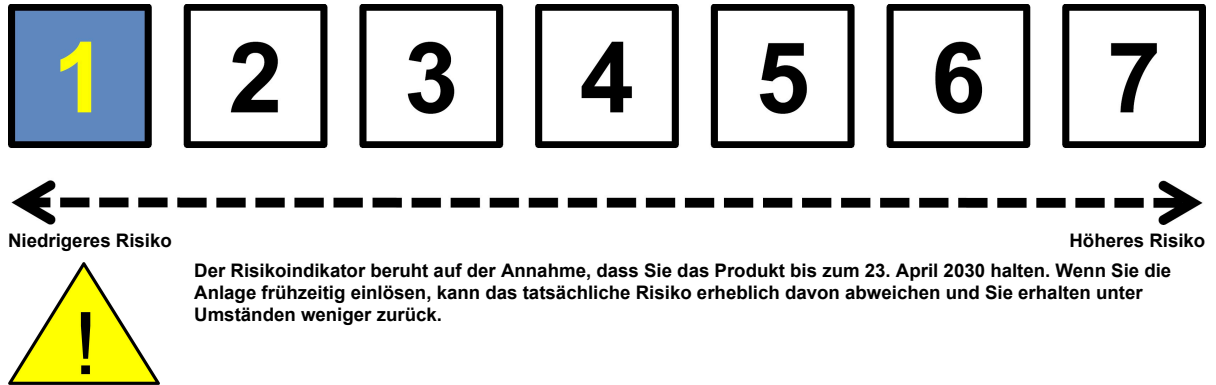 1 2 3 4 5 6 7
Niedrigeres Risiko Höheres Risiko
Der Risikoindikator beruht auf der Annahme, dass Sie das Produkt bis zum 23. April 2030 halten. Wenn Sie die
Anlage frühzeitig einlösen, kann das tatsächliche Risiko erheblich davon abweichen und Sie erhalten unter
Umständen weniger zurück.
!